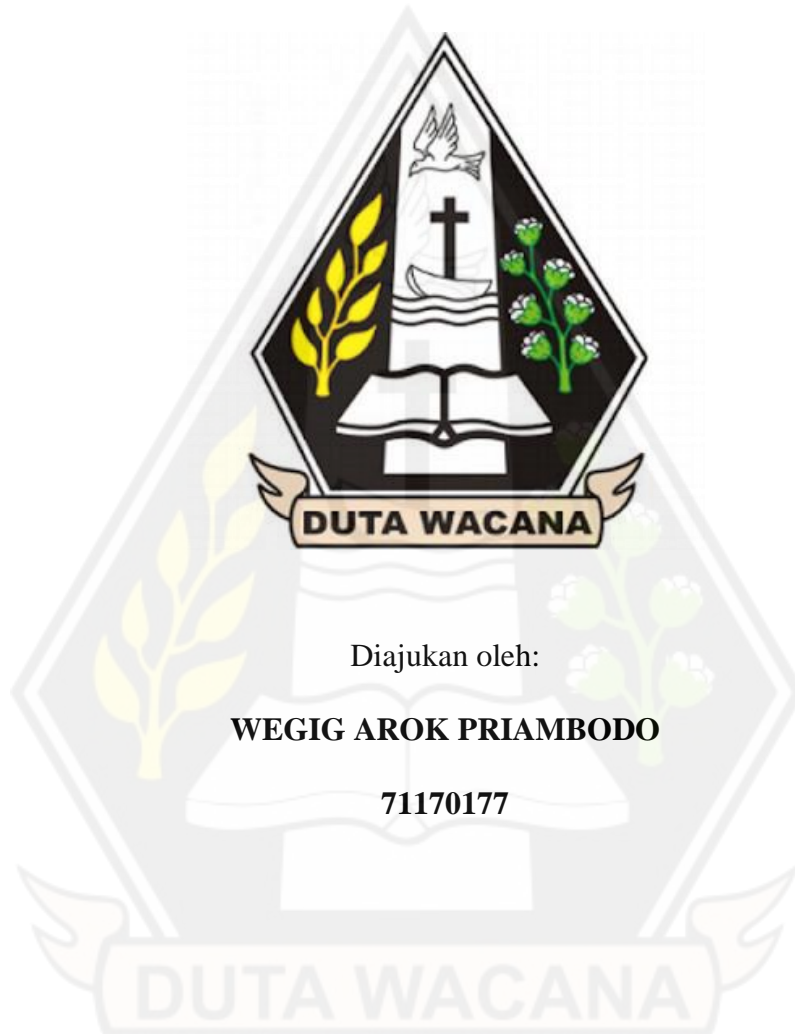 DUTA WACANA
Diajukan oleh:
WEGIG AROK PRIAMBODO
71170177
DUTA WACANA